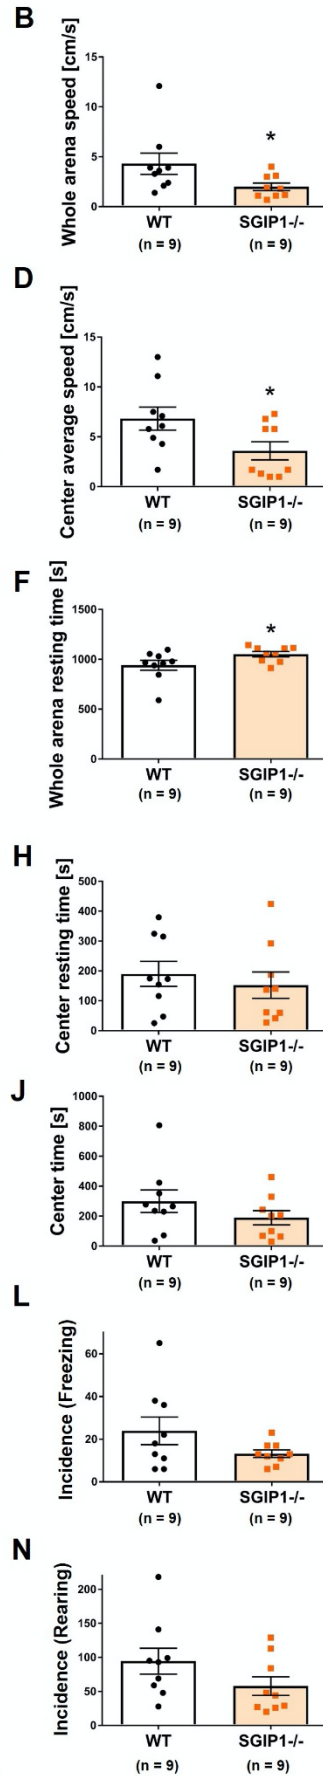 B
Whole arena speed [cm/s]
15
10
5
0
*
WT
SGIP1-/-
(n = 9)
(n = 9)
D
Center average speed [cm/s]
15
10
5
0
*
WT
SGIP1-/-
(n = 9)
(n = 9)
F
Whole arena resting time [s]
1500
1000
500
0
*
WT
SGIP1-/-
(n = 9)
(n = 9)
H
Center resting time [s]
500
400
300
200
100
0
WT
SGIP1-/-
(n = 9)
(n = 9)
J
Center time [s]
1000
800
600
400
200
0
WT
SGIP1-/-
(n = 9)
(n = 9)
L
Incidence (Freezing)
60
40
20
0
WT
SGIP1-/-
(n = 9)
(n = 9)
N
Incidence (Rearing)
200
150
100
50
0
WT
SGIP1-/-
(n = 9)
(n = 9)